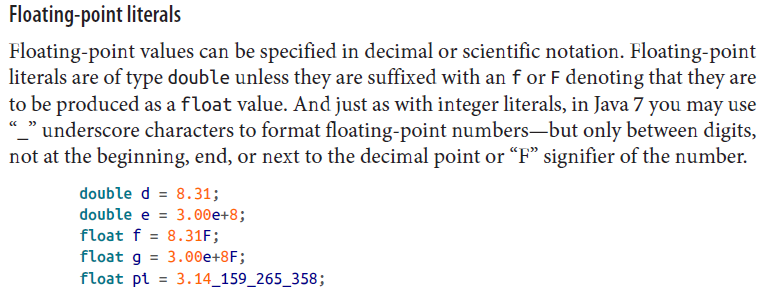 Floating-point literals
Floating-point values can be specified in decimal or scientific notation. Floating-point
literals are of type double unless they are suffixed with an f or F denoting that they are
to be produced as a float value. And just as with integer literals, in Java 7 you may use
“_” underscore characters to format floating-point numbers—but only between digits,
not at the beginning, end, or next to the decimal point or “F” signifier of the number.
double d = 8.31;
double e = 3.00e+8;
float f = 8.31F;
float g = 3.00e+8F;
float pi = 3.14_159_265_358;